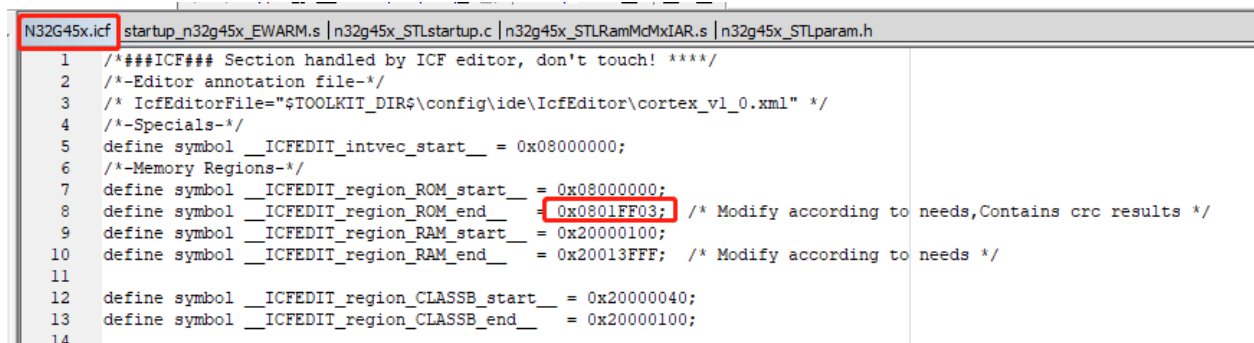 N32G45x.icf | startup_n32g45x_EWARM.s | n32g45x_STLstartup.c | n32g45x_STLRamMcMxIAR.s | n32g45x_STLparam.h
1 /*###ICF### Section handled by ICF editor, don't touch! ****/
2 /*-Editor annotation file-*/
3 /* IcfEditorFile="$TOOLKIT_DIR$\config\ide\IcfEditor\cortex_v1_0.xml" */
4 /*-Specials-*/
5 define symbol __ICFEDIT_intvec_start__ = 0x08000000;
6 /*-Memory Regions-*/
7 define symbol __ICFEDIT_region_ROM_start__ = 0x08000000;
8 define symbol __ICFEDIT_region_ROM_end__ = 0x0801FF03; /* Modify according to needs,Contains crc results */
9 define symbol __ICFEDIT_region_RAM_start__ = 0x20000100;
10 define symbol __ICFEDIT_region_RAM_end__ = 0x20013FFF; /* Modify according to needs */
11
12 define symbol __ICFEDIT_region_CLASSB_start__ = 0x20000040;
13 define symbol __ICFEDIT_region_CLASSB_end__ = 0x20000100;
14